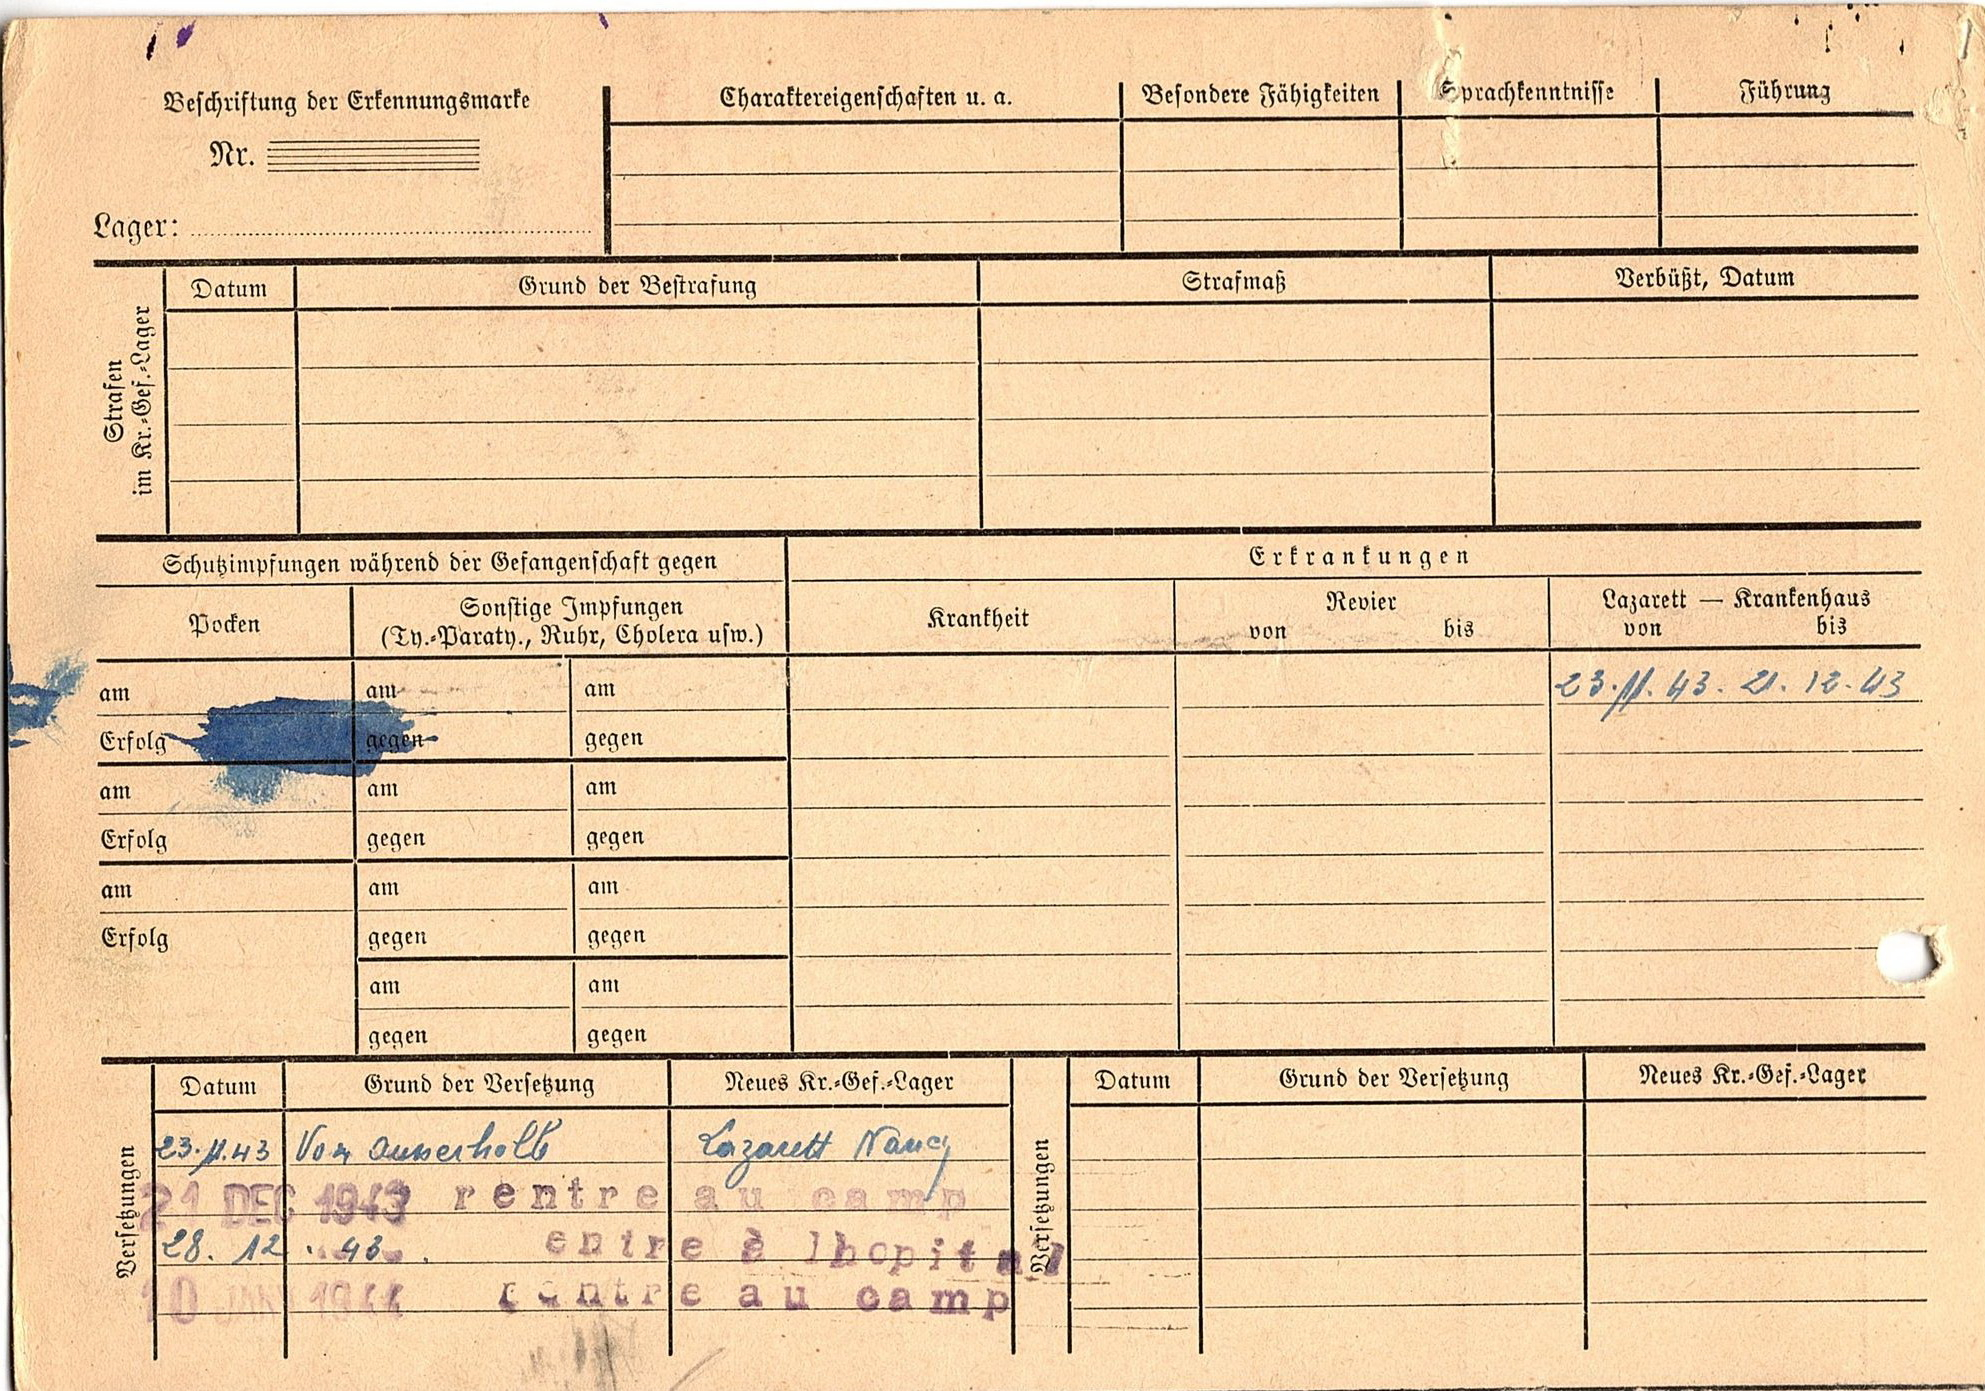 Beschriftung der Erkennungsmarke
Nr.
Lager:
Charaktereigenschaften u. a.
Besondere Fähigkeiten
Sprachkenntnisse
Führung
Strafen
im Kr.-Gef.-Lager
Datum
Grund der Bestrafung
Strafmaß
Verbüßt, Datum
Schutzimpfungen während der Gefangenschaft gegen
Erkrankungen
Pocken
Sonstige Impfungen
(Ty.-Paraty., Ruhr, Cholera usw.)
Krankheit
Revier
von bis
Lazarett — Krankenhaus
von bis
am am am 23.11.43. 21.12.43
Erfolg gegen gegen
am am am
Erfolg gegen gegen
am am am
Erfolg gegen gegen
am am
gegen gegen
Versetzungen
Datum Grund der Versetzung Neues Kr.-Gef.-Lager
23.11.43 Von ausserhalb Lazarett Nancy
21 DEC 1943 rentre au camp
28. 12. 43. entre à lhopital
10 JAN 1944 rentre au camp
Versetzungen
Datum Grund der Versetzung Neues Kr.-Gef.-Lager